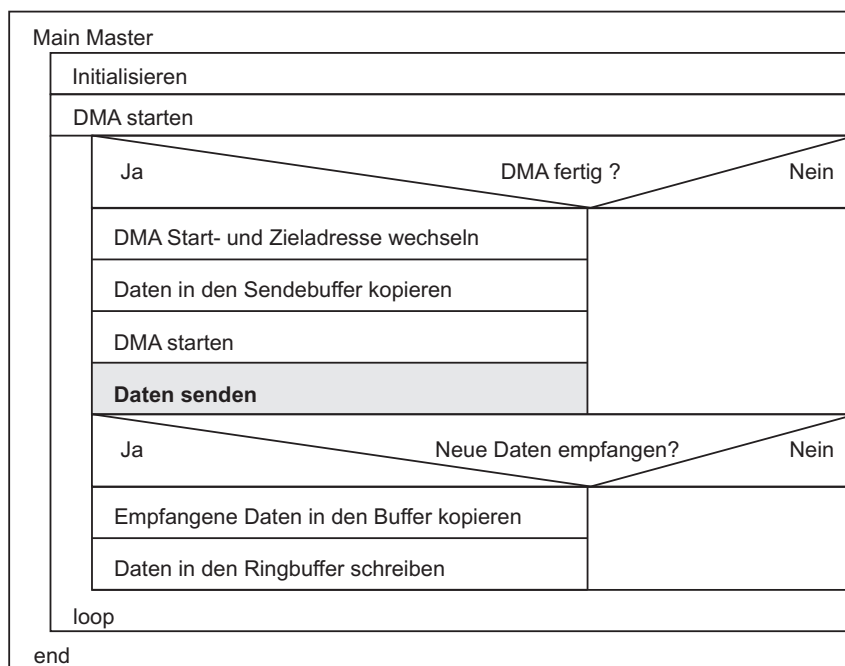 Main Master
Initialisieren
DMA starten
Ja DMA fertig ? Nein
DMA Start- und Zieladresse wechseln
Daten in den Sendebuffer kopieren
DMA starten
Daten senden
Ja Neue Daten empfangen? Nein
Empfangene Daten in den Buffer kopieren
Daten in den Ringbuffer schreiben
loop
end